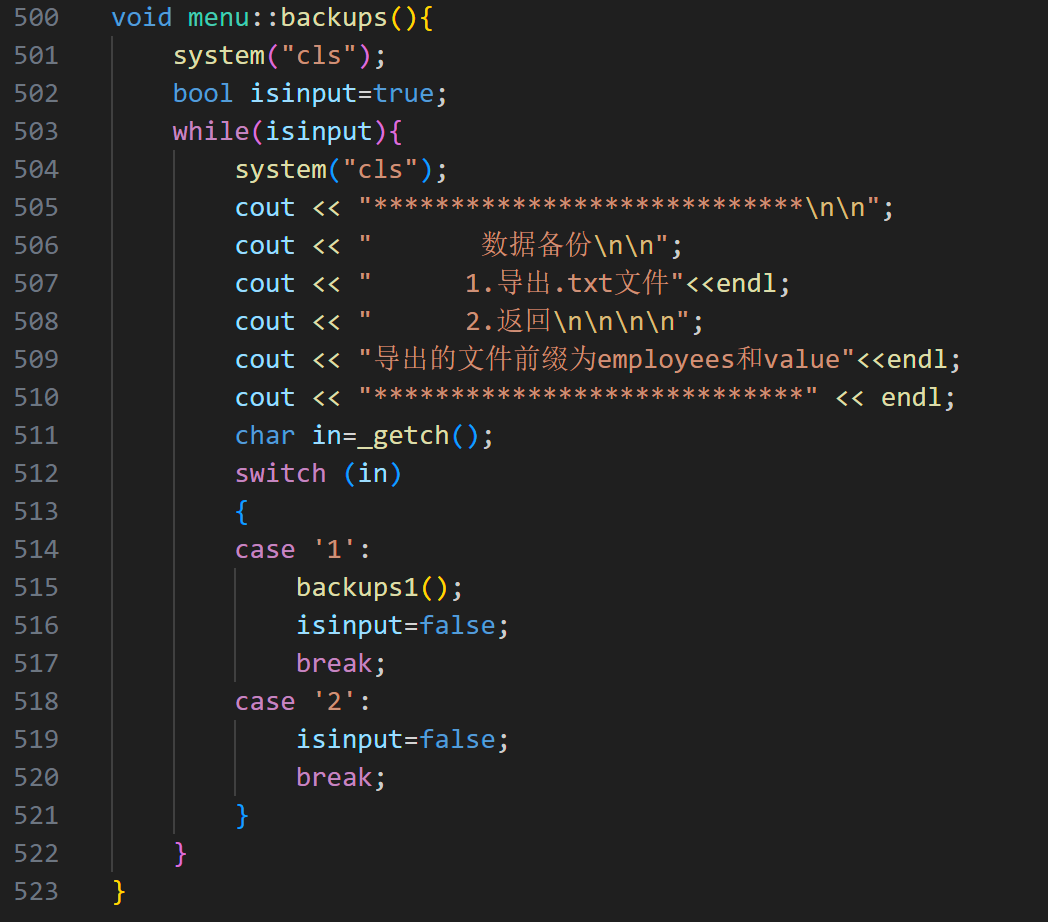 500 void menu::backups(){
501     system("cls");
502     bool isinput=true;
503     while(isinput){
504         system("cls");
505         cout << "****************************\n\n";
506         cout << "       数据备份\n\n";
507         cout << "      1.导出.txt文件"<<endl;
508         cout << "      2.返回\n\n\n\n";
509         cout << "导出的文件前缀为employees和value"<<endl;
510         cout << "****************************" << endl;
511         char in=_getch();
512         switch (in)
513         {
514         case '1':
515             backups1();
516             isinput=false;
517             break;
518         case '2':
519             isinput=false;
520             break;
521         }
522     }
523 }